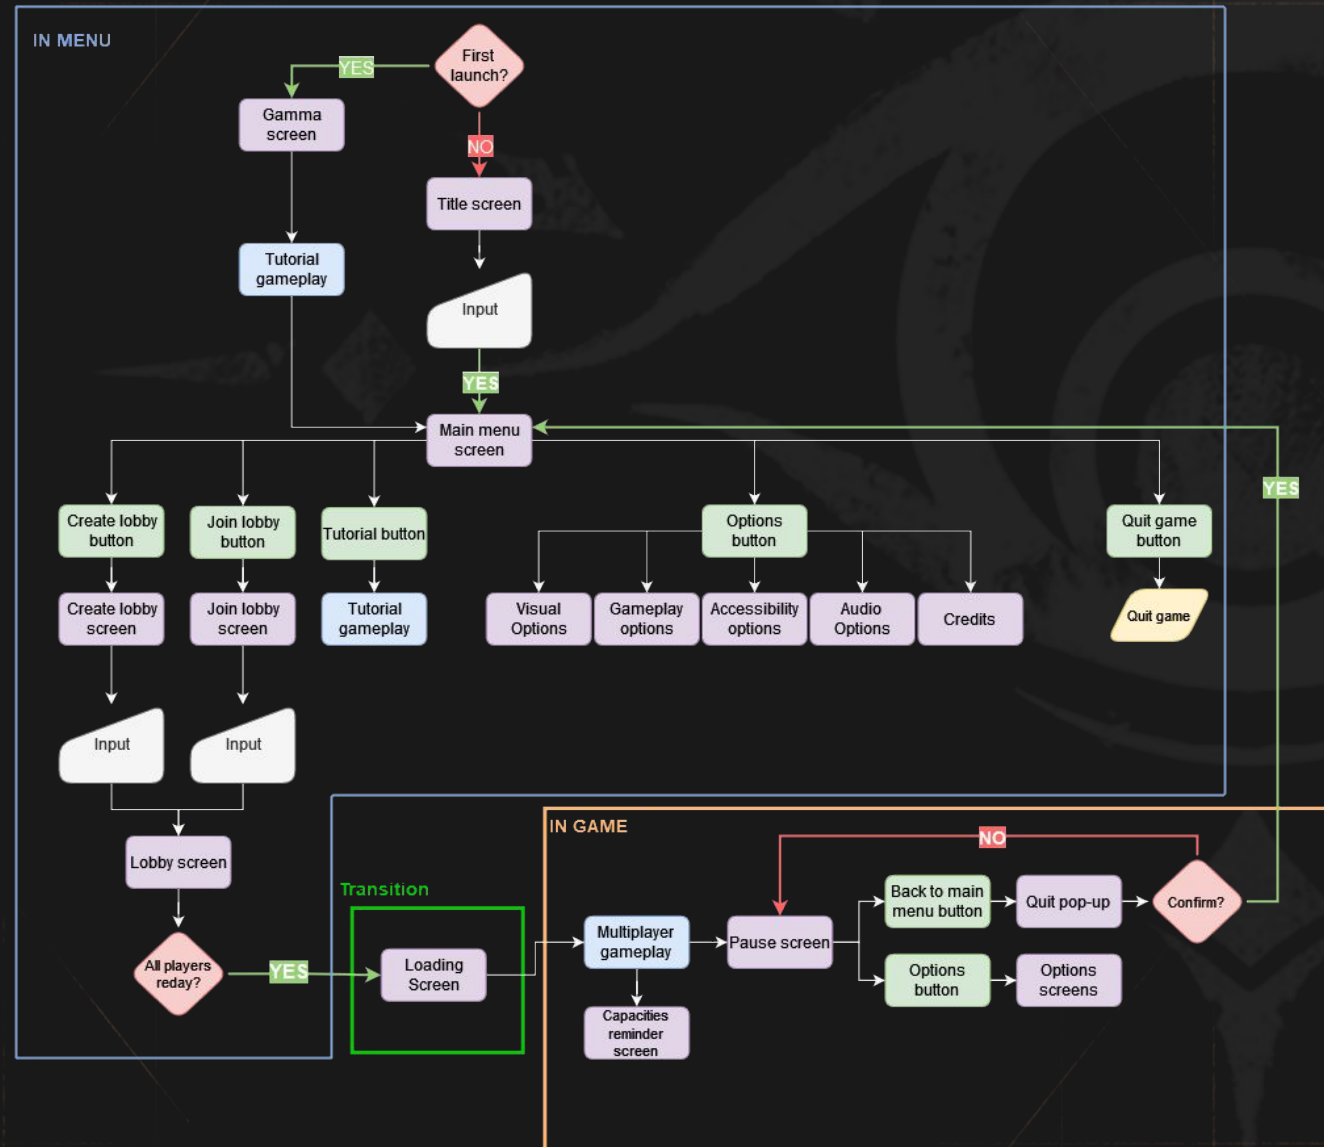 IN MENU
First
launch?
YES
Gamma
screen
NO
Title screen
Tutorial
gameplay
Input
YES
Main menu
screen
YES
Create lobby
button
Join lobby
button
Tutorial button
Options
button
Quit game
button
Create lobby
screen
Join lobby
screen
Tutorial
gameplay
Visual
Options
Gameplay
options
Accessibility
options
Audio
Options
Credits
Quit game
Input
Input
Lobby screen
All players
reday?
YES
Transition
Loading
Screen
IN GAME
NO
Multiplayer
gameplay
Pause screen
Back to main
menu button
Quit pop-up
Confirm?
Options
button
Options
screens
Capacities
reminder
screen